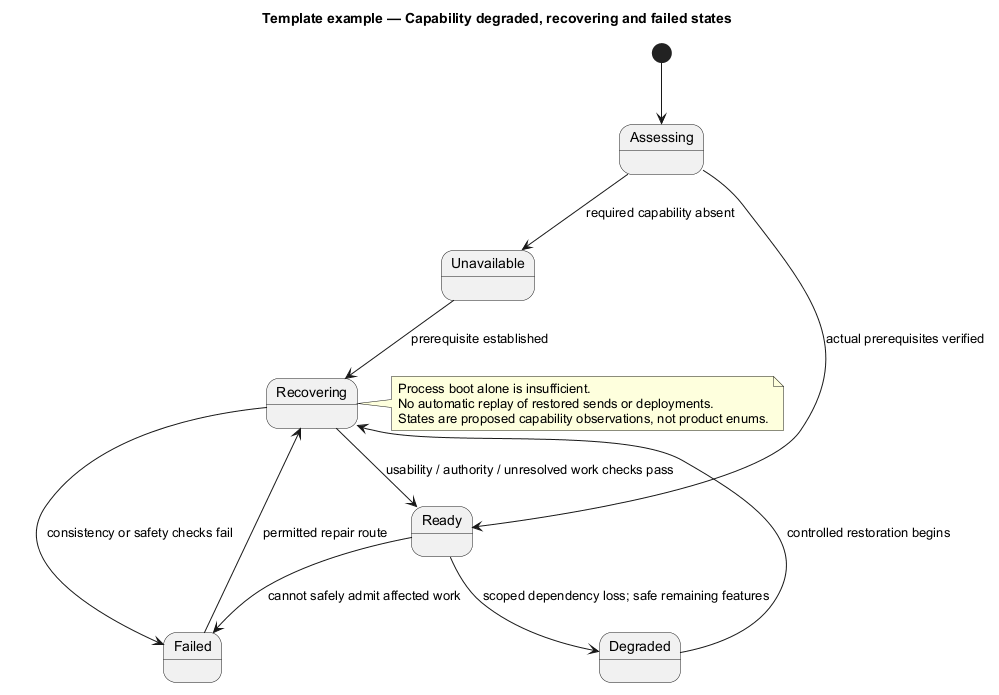 Template example — Capability degraded, recovering and failed states
Assessing
required capability absent
Unavailable
prerequisite established
actual prerequisites verified
Recovering
Process boot alone is insufficient.
No automatic replay of restored sends or deployments.
States are proposed capability observations, not product enums.
usability / authority / unresolved work checks pass
Ready
consistency or safety checks fail
permitted repair route
controlled restoration begins
cannot safely admit affected work
scoped dependency loss; safe remaining features
Failed
Degraded